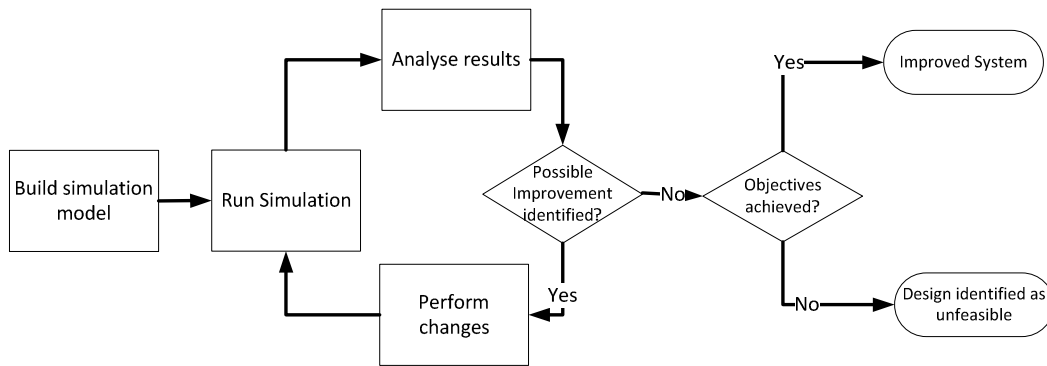 Build simulation
model
Run Simulation
Analyse results
Possible
Improvement
identified?
Yes
Perform
changes
No
Objectives
achieved?
Yes
Improved System
No
Design identified as
unfeasible